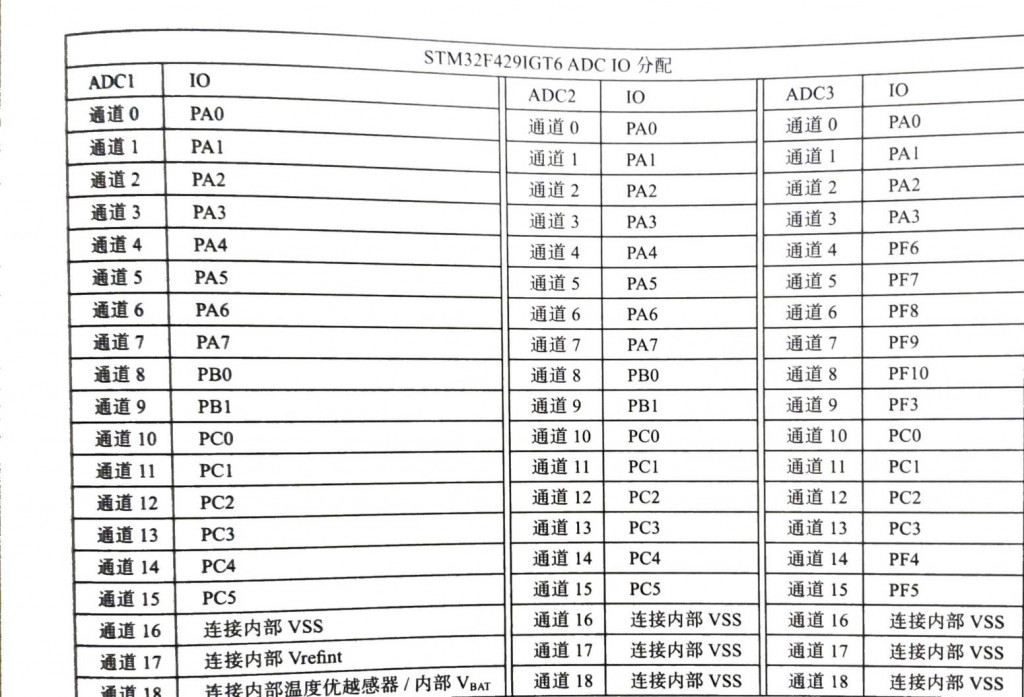 STM32F429IGT6 ADC IO 分配
ADC1 IO ADC2 IO ADC3 IO
通道 0 PA0 通道 0 PA0 通道 0 PA0
通道 1 PA1 通道 1 PA1 通道 1 PA1
通道 2 PA2 通道 2 PA2 通道 2 PA2
通道 3 PA3 通道 3 PA3 通道 3 PA3
通道 4 PA4 通道 4 PA4 通道 4 PF6
通道 5 PA5 通道 5 PA5 通道 5 PF7
通道 6 PA6 通道 6 PA6 通道 6 PF8
通道 7 PA7 通道 7 PA7 通道 7 PF9
通道 8 PB0 通道 8 PB0 通道 8 PF10
通道 9 PB1 通道 9 PB1 通道 9 PF3
通道 10 PC0 通道 10 PC0 通道 10 PC0
通道 11 PC1 通道 11 PC1 通道 11 PC1
通道 12 PC2 通道 12 PC2 通道 12 PC2
通道 13 PC3 通道 13 PC3 通道 13 PC3
通道 14 PC4 通道 14 PC4 通道 14 PF4
通道 15 PC5 通道 15 PC5 通道 15 PF5
通道 16 连接内部 VSS 通道 16 连接内部 VSS 通道 16 连接内部 VSS
通道 17 连接内部 Vrefint 通道 17 连接内部 VSS 通道 17 连接内部 VSS
通道 18 连接内部温度优越感器 / 内部 VBAT 通道 18 连接内部 VSS 通道 18 连接内部 VSS